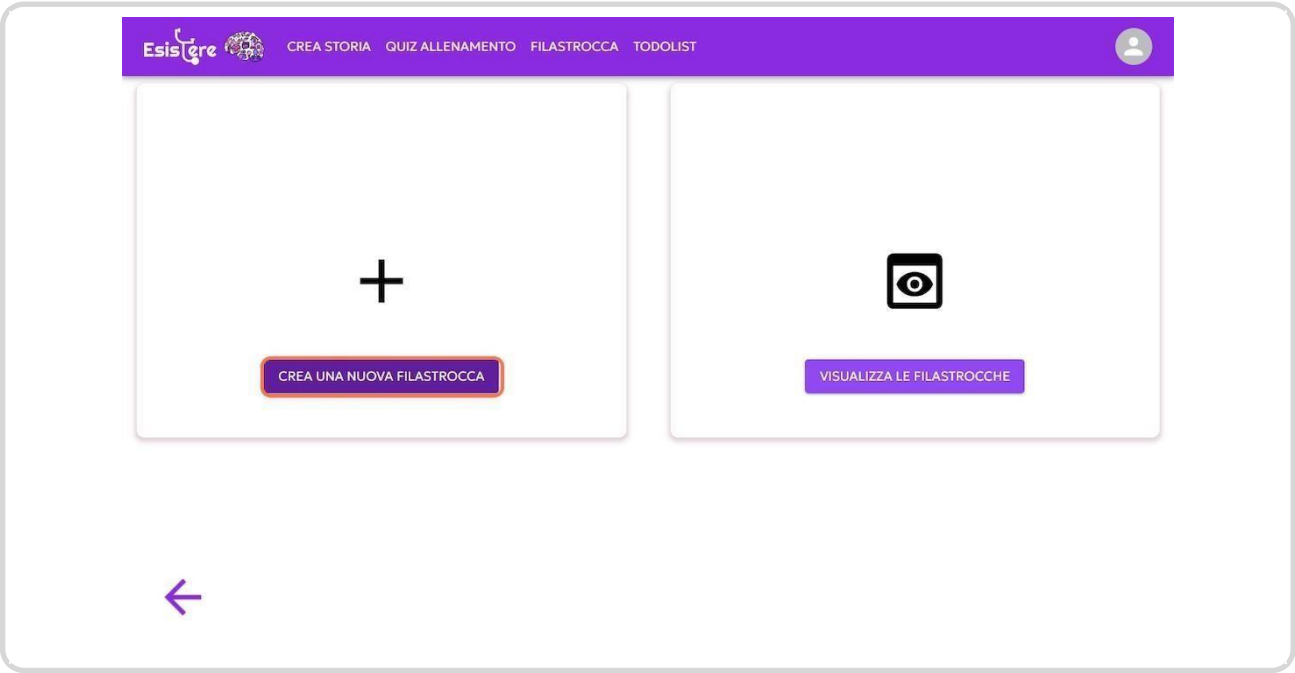 Esistere CREA STORIA QUIZ ALLENAMENTO FILASTROCCA TODOLIST
CREA UNA NUOVA FILASTROCCA
VISUALIZZA LE FILASTROCCHE